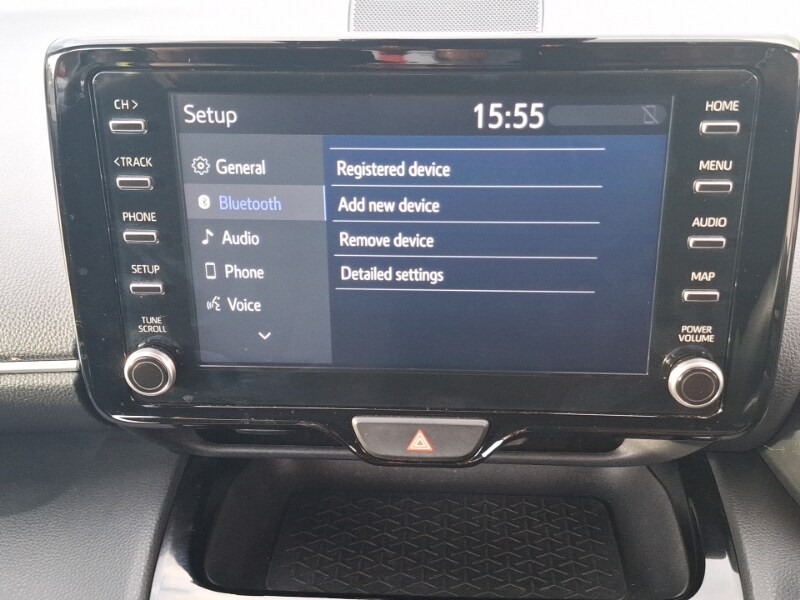 CH >
<TRACK
PHONE
SETUP
TUNE
SCROLL
Setup
15:55
General
Bluetooth
Audio
Phone
Voice
Registered device
Add new device
Remove device
Detailed settings
HOME
MENU
AUDIO
MAP
POWER
VOLUME